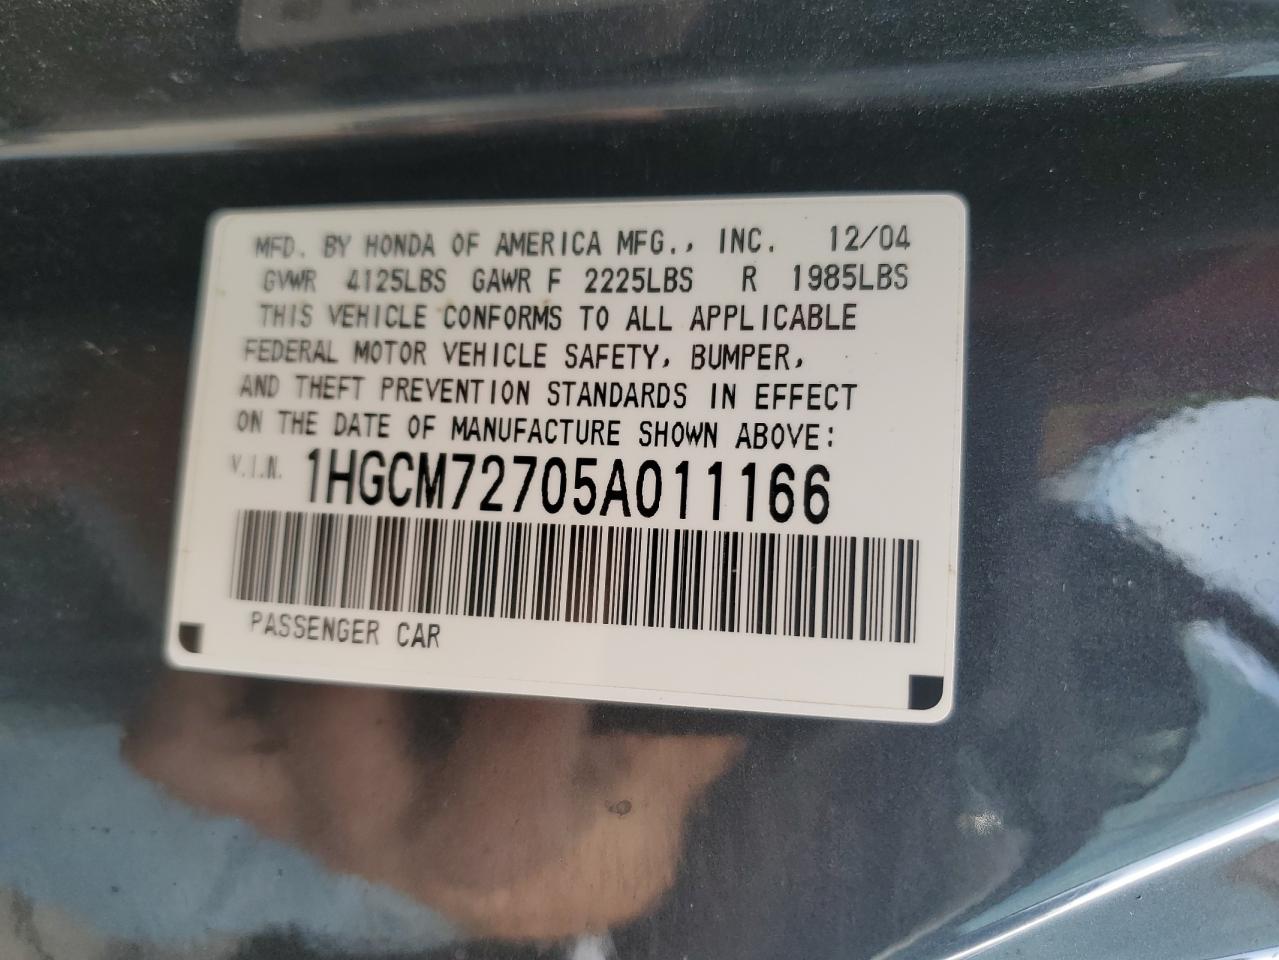 MFD. BY HONDA OF AMERICA MFG., INC. 12/04
GVWR 4125LBS GAWR F 2225LBS R 1985LBS
THIS VEHICLE CONFORMS TO ALL APPLICABLE
FEDERAL MOTOR VEHICLE SAFETY, BUMPER,
AND THEFT PREVENTION STANDARDS IN EFFECT
ON THE DATE OF MANUFACTURE SHOWN ABOVE:
V.I.N. 1HGCM72705A011166
PASSENGER CAR